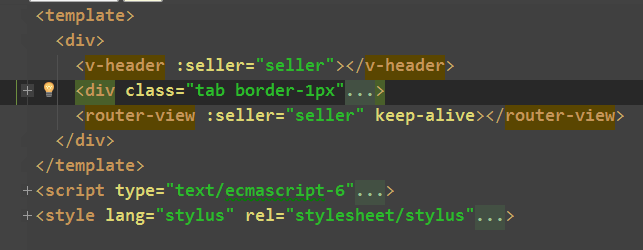 <template>
<div>
<v-header :seller="seller"></v-header>
<div class="tab border-1px"...>
<router-view :seller="seller" keep-alive></router-view>
</div>
</template>
<script type="text/ecmascript-6"...>
<style lang="stylus" rel="stylesheet/stylus"...>